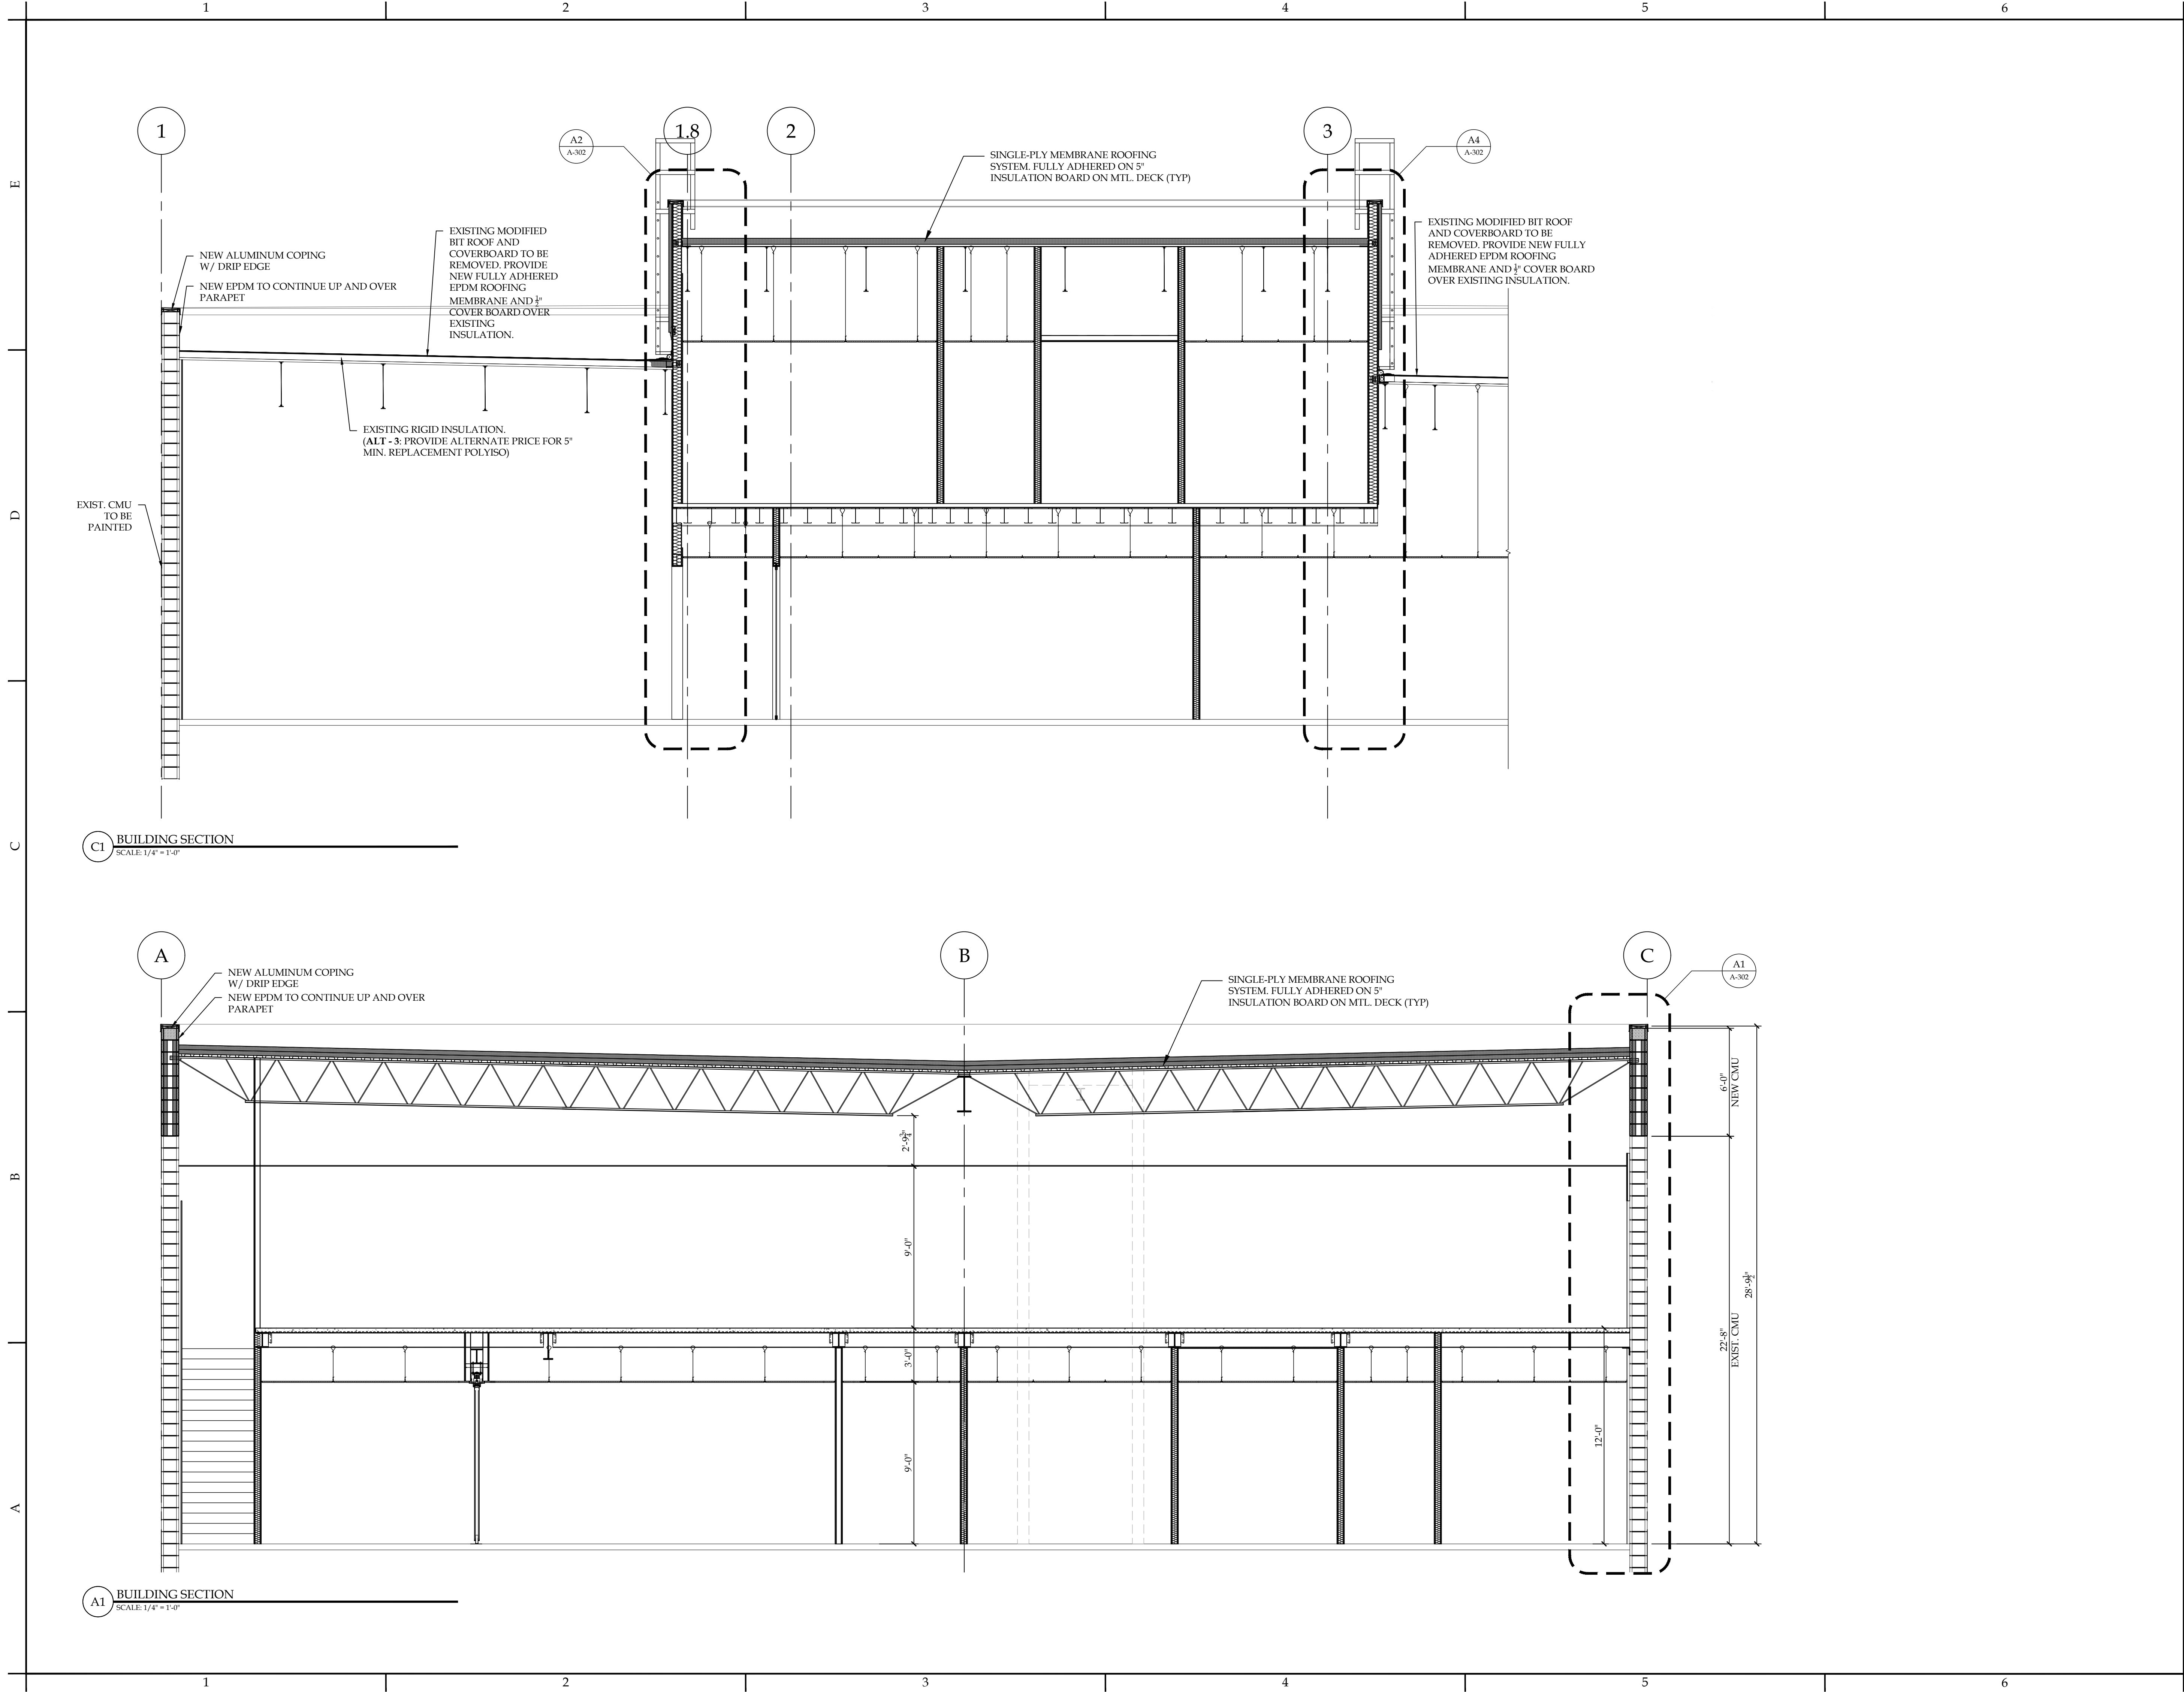 1 2 3 4 5 6
E
D
C
B
A
1
1.8
2
3
A2
A-302
A4
A-302
SINGLE-PLY MEMBRANE ROOFING
SYSTEM. FULLY ADHERED ON 5"
INSULATION BOARD ON MTL. DECK (TYP)
EXISTING MODIFIED
BIT ROOF AND
COVERBOARD TO BE
REMOVED. PROVIDE
NEW FULLY ADHERED
EPDM ROOFING
MEMBRANE AND ½"
COVER BOARD OVER
EXISTING
INSULATION.
EXISTING MODIFIED BIT ROOF
AND COVERBOARD TO BE
REMOVED. PROVIDE NEW FULLY
ADHERED EPDM ROOFING
MEMBRANE AND ½" COVER BOARD
OVER EXISTING INSULATION.
NEW ALUMINUM COPING
W/ DRIP EDGE
NEW EPDM TO CONTINUE UP AND OVER
PARAPET
EXISTING RIGID INSULATION.
(ALT - 3: PROVIDE ALTERNATE PRICE FOR 5"
MIN. REPLACEMENT POLYISO)
EXIST. CMU
TO BE
PAINTED
C1
BUILDING SECTION
SCALE: 1/4" = 1'-0"
A
B
C
A1
A-302
NEW ALUMINUM COPING
W/ DRIP EDGE
NEW EPDM TO CONTINUE UP AND OVER
PARAPET
SINGLE-PLY MEMBRANE ROOFING
SYSTEM. FULLY ADHERED ON 5"
INSULATION BOARD ON MTL. DECK (TYP)
2'-9¾"
9'-0"
3'-0"
9'-0"
12'-0"
6'-0"
NEW CMU
22'-8"
EXIST. CMU
28'-9½"
A1
BUILDING SECTION
SCALE: 1/4" = 1'-0"
1 2 3 4 5 6